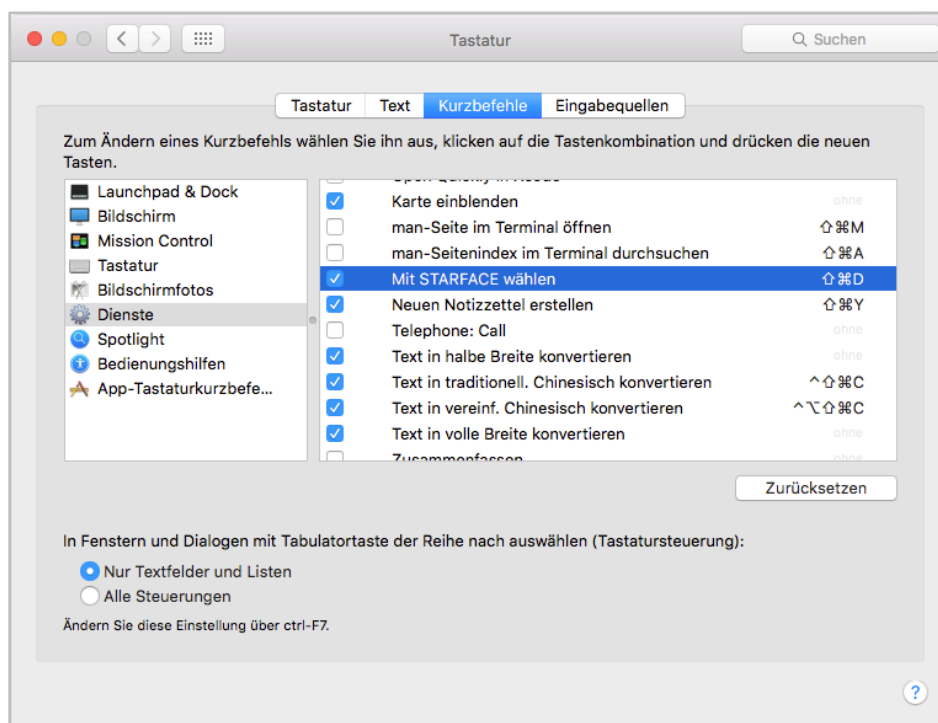 Tastatur
Suchen
Tastatur
Text
Kurzbefehle
Eingabequellen
Zum Ändern eines Kurzbefehls wählen Sie ihn aus, klicken auf die Tastenkombination und drücken die neuen
Tasten.
Launchpad & Dock
Bildschirm
Mission Control
Tastatur
Bildschirmfotos
Dienste
Spotlight
Bedienungshilfen
App-Tastaturkurzbefe...
Karte einblenden ohne
man-Seite im Terminal öffnen ⇧⌘M
man-Seitenindex im Terminal durchsuchen ⇧⌘A
Mit STARFACE wählen ⇧⌘D
Neuen Notizzettel erstellen ⇧⌘Y
Telephone: Call ohne
Text in halbe Breite konvertieren ohne
Text in traditionell. Chinesisch konvertieren ^⇧⌘C
Text in vereinf. Chinesisch konvertieren ^⌥⇧⌘C
Text in volle Breite konvertieren ohne
Zusammenfassen ohne
Zurücksetzen
In Fenstern und Dialogen mit Tabulatortaste der Reihe nach auswählen (Tastatursteuerung):
Nur Textfelder und Listen
Alle Steuerungen
Ändern Sie diese Einstellung über ctrl-F7.
?